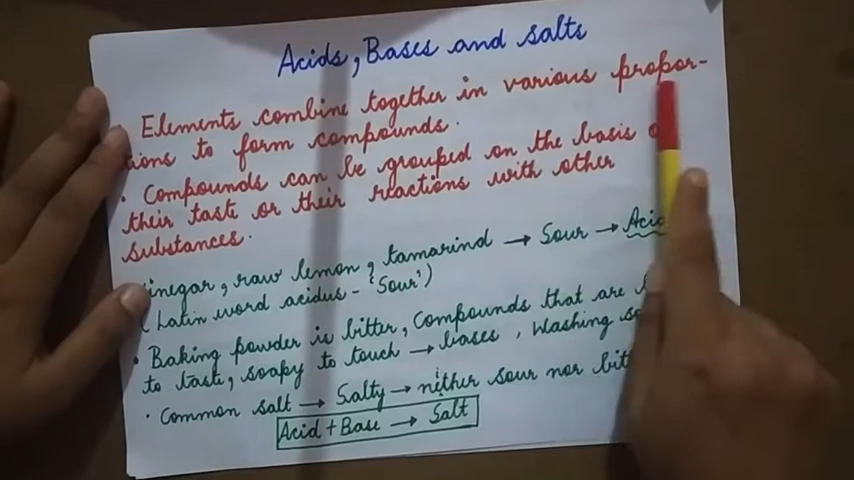 Acids, Bases and salts
Elements combine together in various propor-
tions to form compounds.
· Compounds can be grouped on the basis
their taste or their reactions with other
substances.
vinegar, raw lemon, tamarind → Sour → Acid
(Latin word acidus - 'Sour')
· Baking powder is bitter, Compounds that are
to taste, soapy to touch → bases, Washing
· Common salt → Salty → niether sour nor
Acid + Base → Salt